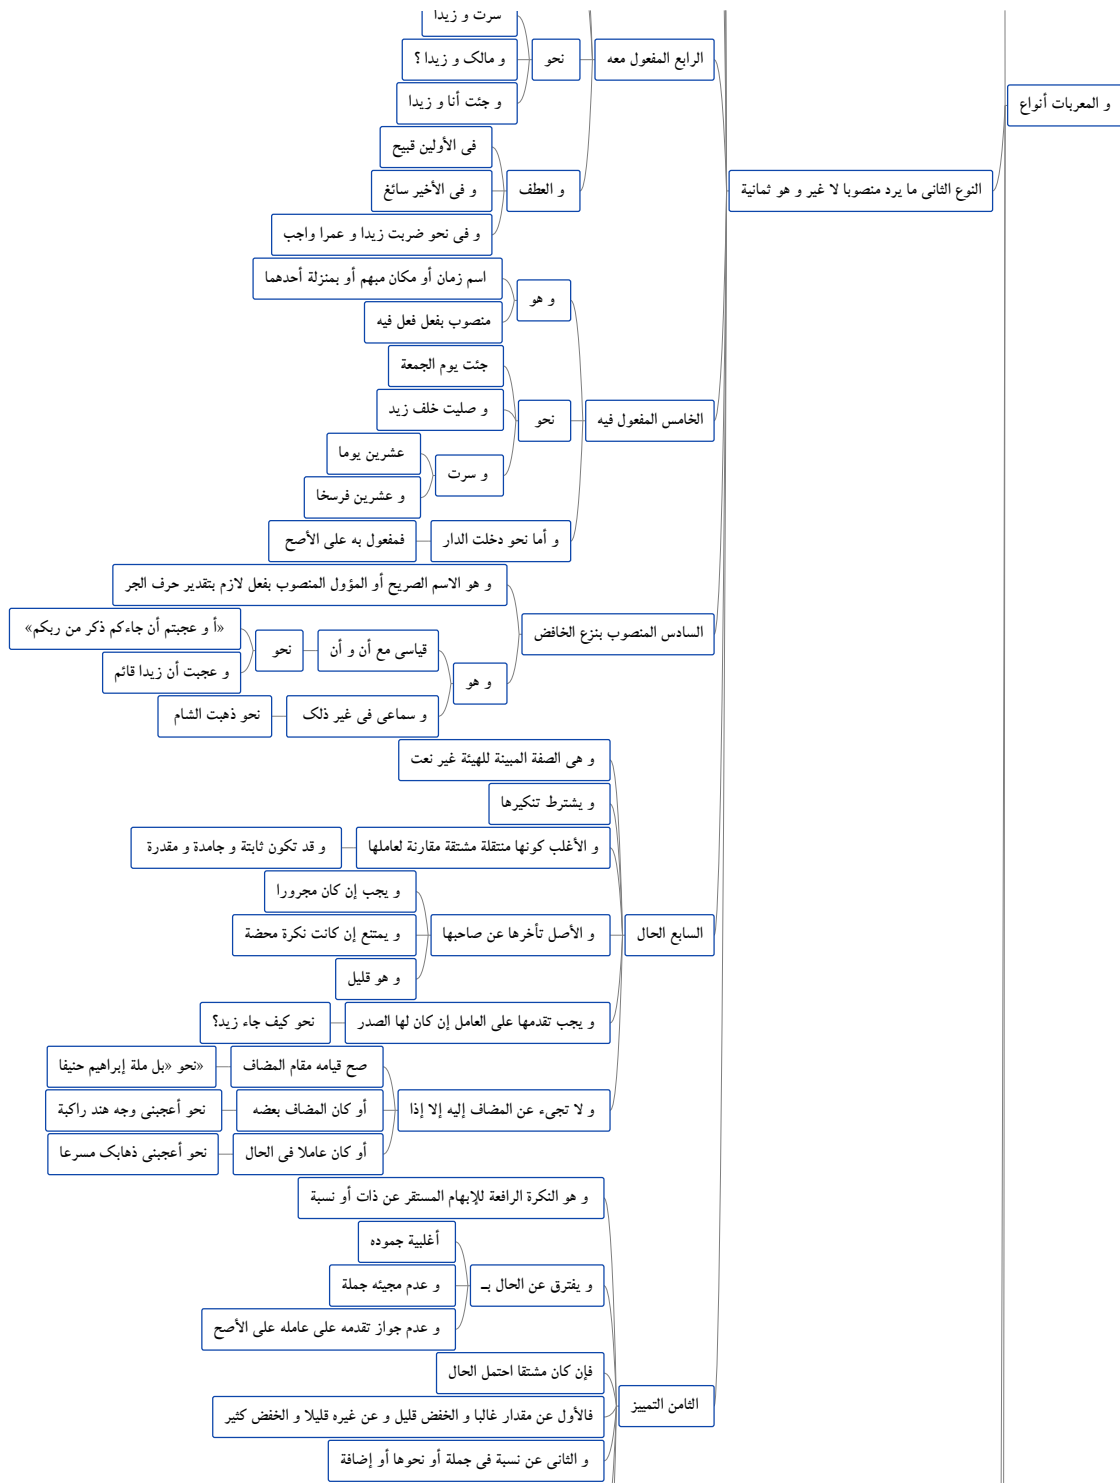 و المعربات أنواع
النوع الثانى ما يرد منصوبا لا غير و هو ثمانية
الرابع المفعول معه
نحو
سرت و زيدا
و مالک و زيدا ؟
و جئت أنا و زيدا
و العطف
فى الأولين قبيح
و فى الأخير سائغ
و فى نحو ضربت زيدا و عمرا واجب
الخامس المفعول فيه
و هو
اسم زمان أو مكان مبهم أو بمنزلة أحدهما
منصوب بفعل فعل فيه
نحو
جئت يوم الجمعة
و صليت خلف زيد
و سرت
عشرين يوما
و عشرين فرسخا
و أما نحو دخلت الدار
فمفعول به على الأصح
السادس المنصوب بنزع الخافض
و هو الاسم الصريح أو المؤول المنصوب بفعل لازم بتقدير حرف الجر
و هو
قياسى مع أن و أن
نحو
«أ و عجبتم أن جاءكم ذكر من ربكم»
و عجبت أن زيدا قائم
و سماعى فى غير ذلک
نحو ذهبت الشام
السابع الحال
و هى الصفة المبينة للهيئة غير نعت
و يشترط تنكيرها
و الأغلب كونها منتقلة مشتقة مقارنة لعاملها
و قد تكون ثابتة و جامدة و مقدرة
و الأصل تأخرها عن صاحبها
و يجب إن كان مجرورا
و يمتنع إن كانت نكرة محضة
و هو قليل
و يجب تقدمها على العامل إن كان لها الصدر
نحو كيف جاء زيد؟
و لا تجىء عن المضاف إليه إلا إذا
صح قيامه مقام المضاف
«نحو «بل ملة إبراهيم حنيفا
أو كان المضاف بعضه
نحو أعجبنى وجه هند راكبة
أو كان عاملا فى الحال
نحو أعجبنى ذهابک مسرعا
الثامن التمييز
و هو النكرة الرافعة للإبهام المستقر عن ذات أو نسبة
و يفترق عن الحال بـ
أغلبية جموده
و عدم مجيئه جملة
و عدم جواز تقدمه على عامله على الأصح
فإن كان مشتقا احتمل الحال
فالأول عن مقدار غالبا و الخفض قليل و عن غيره قليلا و الخفض كثير
و الثانى عن نسبة فى جملة أو نحوها أو إضافة